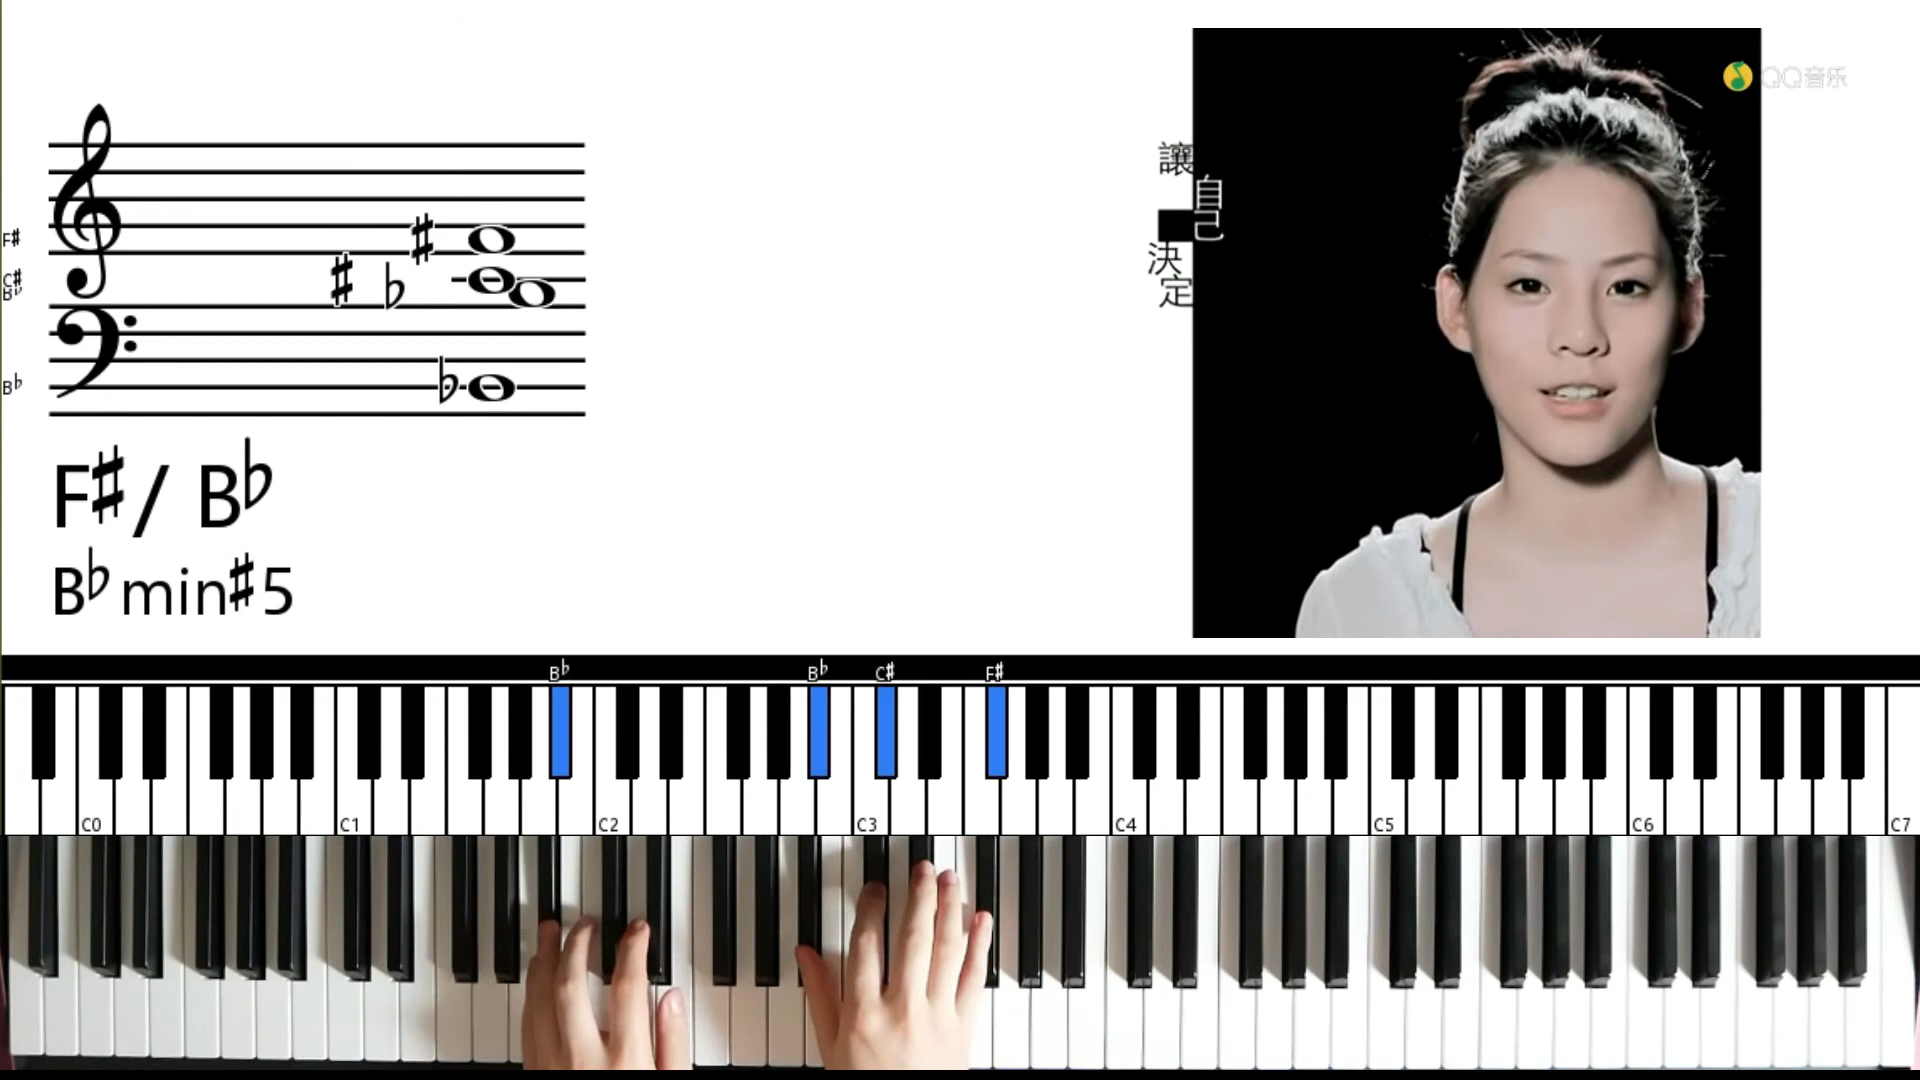 QQ音乐
讓
自己
決
定
F♯
C♯
B♭
B♭
F♯/ B♭
B♭min♯5
B♭ B♭ C♯ F♯
C0 C1 C2 C3 C4 C5 C6 C7